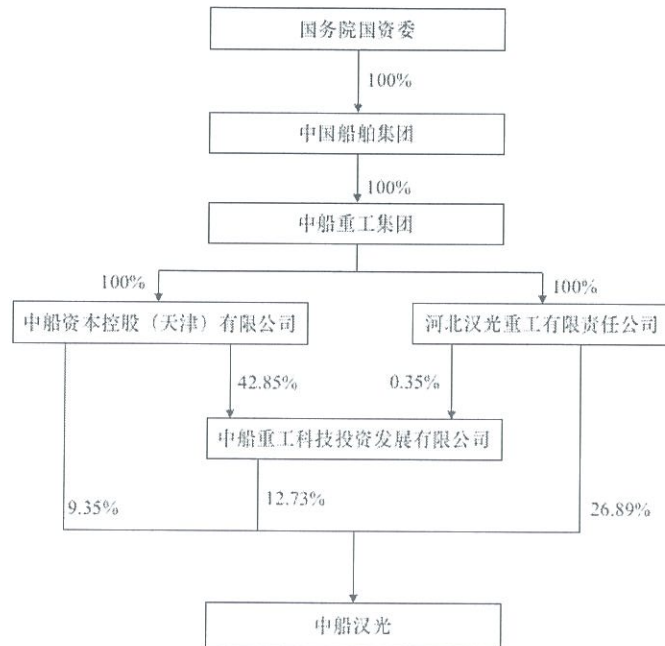 国务院国资委
100%
中国船舶集团
100%
中船重工集团
100%
100%
中船资本控股（天津）有限公司
河北汉光重工有限责任公司
42.85%
0.35%
中船重工科技投资发展有限公司
9.35%
12.73%
26.89%
中船汉光